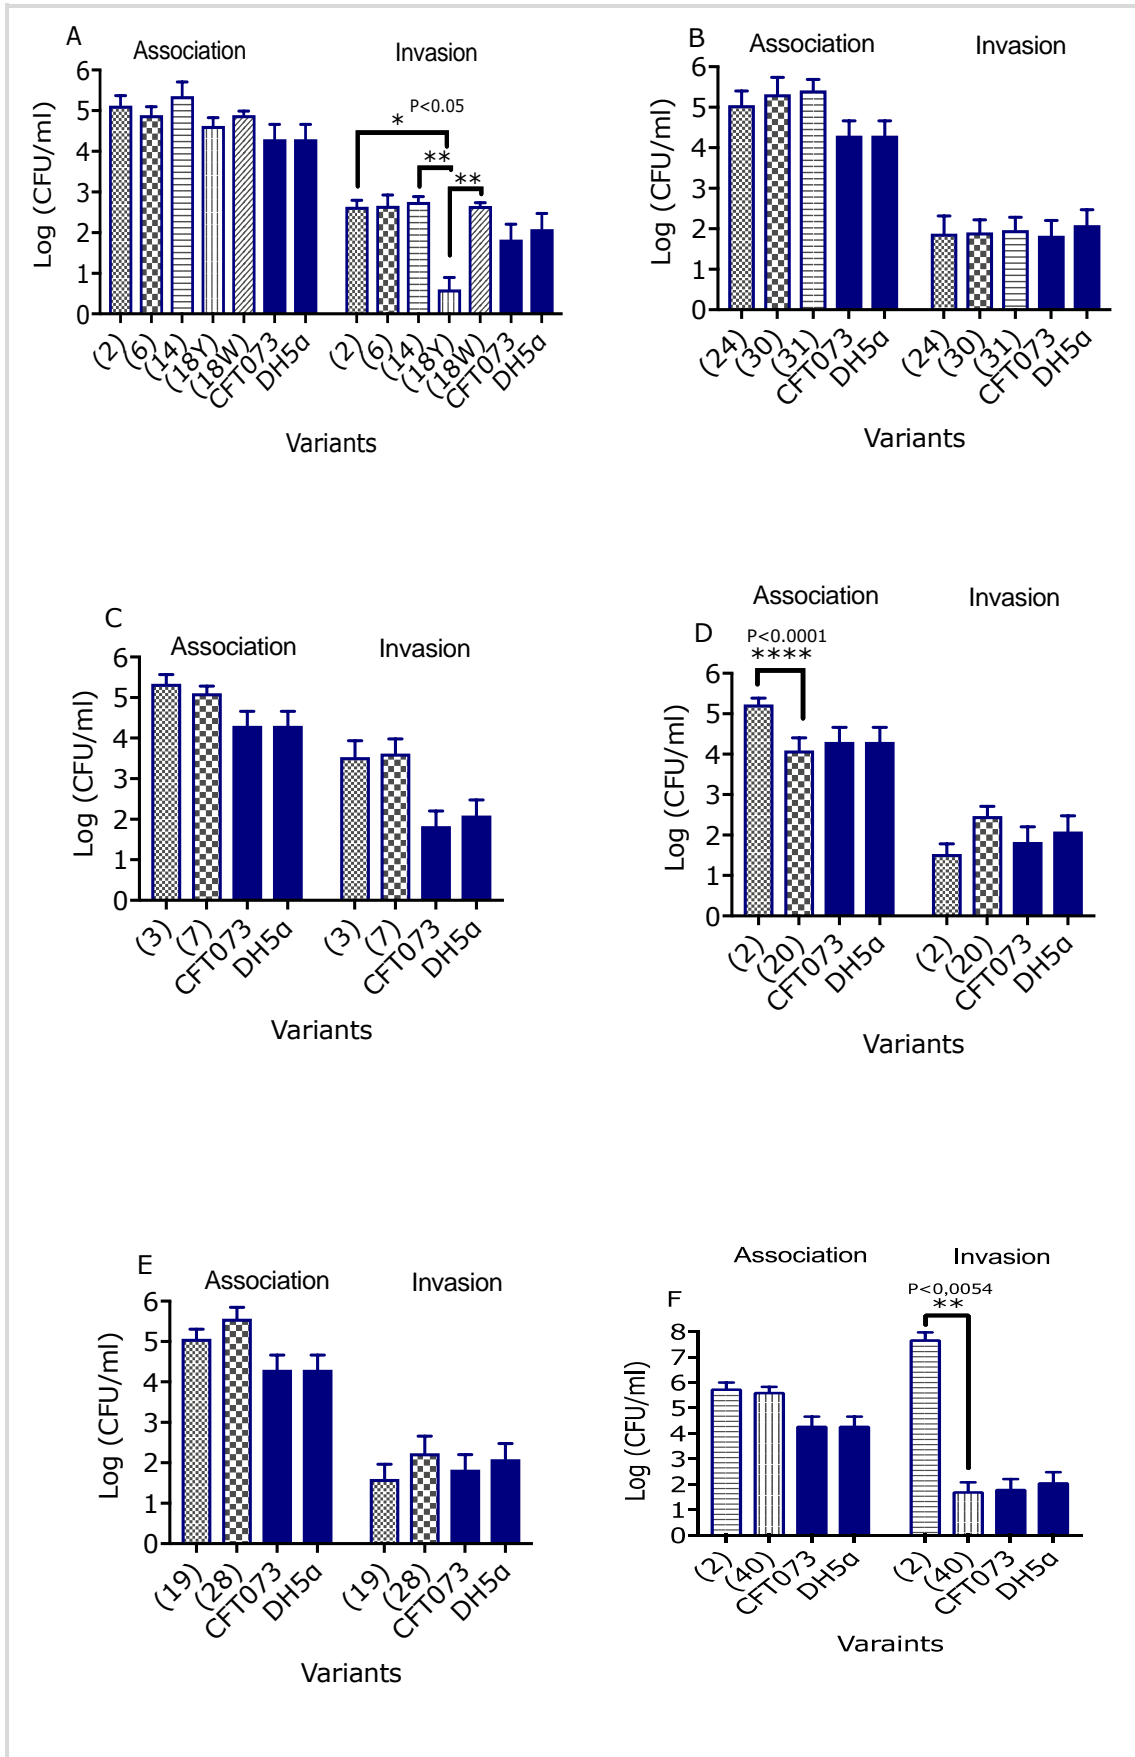 A
Association
Invasion
P<0.05
*
**
**
Log (CFU/ml)
6
5
4
3
2
1
0
(2)
(6)
(14)
(18Y)
(18W)
CFT073
DH5α
(2)
(6)
(14)
(18Y)
(18W)
CFT073
DH5α
Variants
B
Association
Invasion
Log (CFU/ml)
6
5
4
3
2
1
0
(24)
(30)
(31)
CFT073
DH5α
(24)
(30)
(31)
CFT073
DH5α
Variants
C
Association
Invasion
Log (CFU/ml)
6
5
4
3
2
1
0
(3)
(7)
CFT073
DH5α
(3)
(7)
CFT073
DH5α
Variants
D
Association
Invasion
P<0.0001
****
Log (CFU/ml)
6
5
4
3
2
1
0
(2)
(20)
CFT073
DH5α
(2)
(20)
CFT073
DH5α
Variants
E
Association
Invasion
Log (CFU/ml)
6
5
4
3
2
1
0
(19)
(28)
CFT073
DH5α
(19)
(28)
CFT073
DH5α
Variants
F
Association
Invasion
P<0,0054
**
Log (CFU/ml)
8
7
6
5
4
3
2
1
0
(2)
(40)
CFT073
DH5α
(2)
(40)
CFT073
DH5α
Varaints